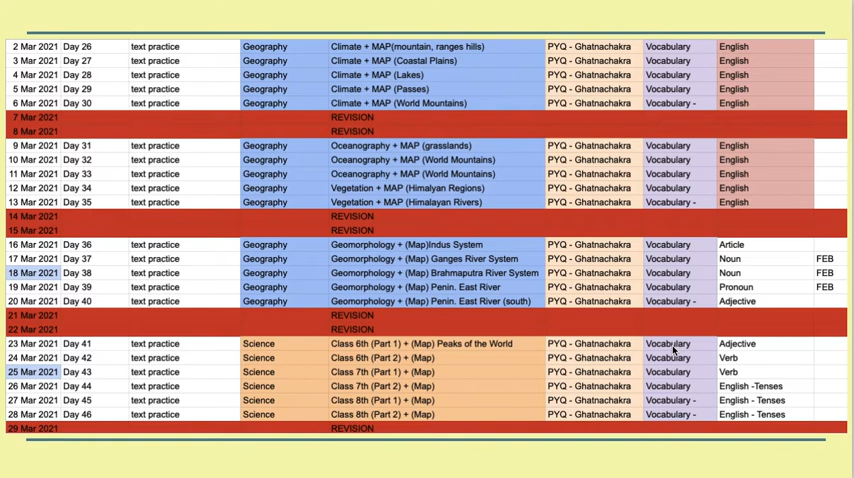 2 Mar 2021 Day 26 text practice Geography Climate + MAP(mountain, ranges hills) PYQ - Ghatnachakra Vocabulary English
3 Mar 2021 Day 27 text practice Geography Climate + MAP (Coastal Plains) PYQ - Ghatnachakra Vocabulary English
4 Mar 2021 Day 28 text practice Geography Climate + MAP (Lakes) PYQ - Ghatnachakra Vocabulary English
5 Mar 2021 Day 29 text practice Geography Climate + MAP (Passes) PYQ - Ghatnachakra Vocabulary English
6 Mar 2021 Day 30 text practice Geography Climate + MAP (World Mountains) PYQ - Ghatnachakra Vocabulary - English
7 Mar 2021 REVISION
8 Mar 2021 REVISION
9 Mar 2021 Day 31 text practice Geography Oceanography + MAP (grasslands) PYQ - Ghatnachakra Vocabulary English
10 Mar 2021 Day 32 text practice Geography Oceanography + MAP (World Mountains) PYQ - Ghatnachakra Vocabulary English
11 Mar 2021 Day 33 text practice Geography Oceanography + MAP (World Mountains) PYQ - Ghatnachakra Vocabulary English
12 Mar 2021 Day 34 text practice Geography Vegetation + MAP (Himalyan Regions) PYQ - Ghatnachakra Vocabulary English
13 Mar 2021 Day 35 text practice Geography Vegetation + MAP (Himalayan Rivers) PYQ - Ghatnachakra Vocabulary - English
14 Mar 2021 REVISION
15 Mar 2021 REVISION
16 Mar 2021 Day 36 text practice Geography Geomorphology + (Map)Indus System PYQ - Ghatnachakra Vocabulary Article
17 Mar 2021 Day 37 text practice Geography Geomorphology + (Map) Ganges River System PYQ - Ghatnachakra Vocabulary Noun FEB
18 Mar 2021 Day 38 text practice Geography Geomorphology + (Map) Brahmaputra River System PYQ - Ghatnachakra Vocabulary Noun FEB
19 Mar 2021 Day 39 text practice Geography Geomorphology + (Map) Penin. East River PYQ - Ghatnachakra Vocabulary Pronoun FEB
20 Mar 2021 Day 40 text practice Geography Geomorphology + (Map) Penin. East River (south) PYQ - Ghatnachakra Vocabulary - Adjective
21 Mar 2021 REVISION
22 Mar 2021 REVISION
23 Mar 2021 Day 41 text practice Science Class 6th (Part 1) + (Map) Peaks of the World PYQ - Ghatnachakra Vocabulary Adjective
24 Mar 2021 Day 42 text practice Science Class 6th (Part 2) + (Map) PYQ - Ghatnachakra Vocabulary Verb
25 Mar 2021 Day 43 text practice Science Class 7th (Part 1) + (Map) PYQ - Ghatnachakra Vocabulary Verb
26 Mar 2021 Day 44 text practice Science Class 7th (Part 2) + (Map) PYQ - Ghatnachakra Vocabulary English -Tenses
27 Mar 2021 Day 45 text practice Science Class 8th (Part 1) + (Map) PYQ - Ghatnachakra Vocabulary - English - Tenses
28 Mar 2021 Day 46 text practice Science Class 8th (Part 2) + (Map) PYQ - Ghatnachakra Vocabulary - English - Tenses
29 Mar 2021 REVISION